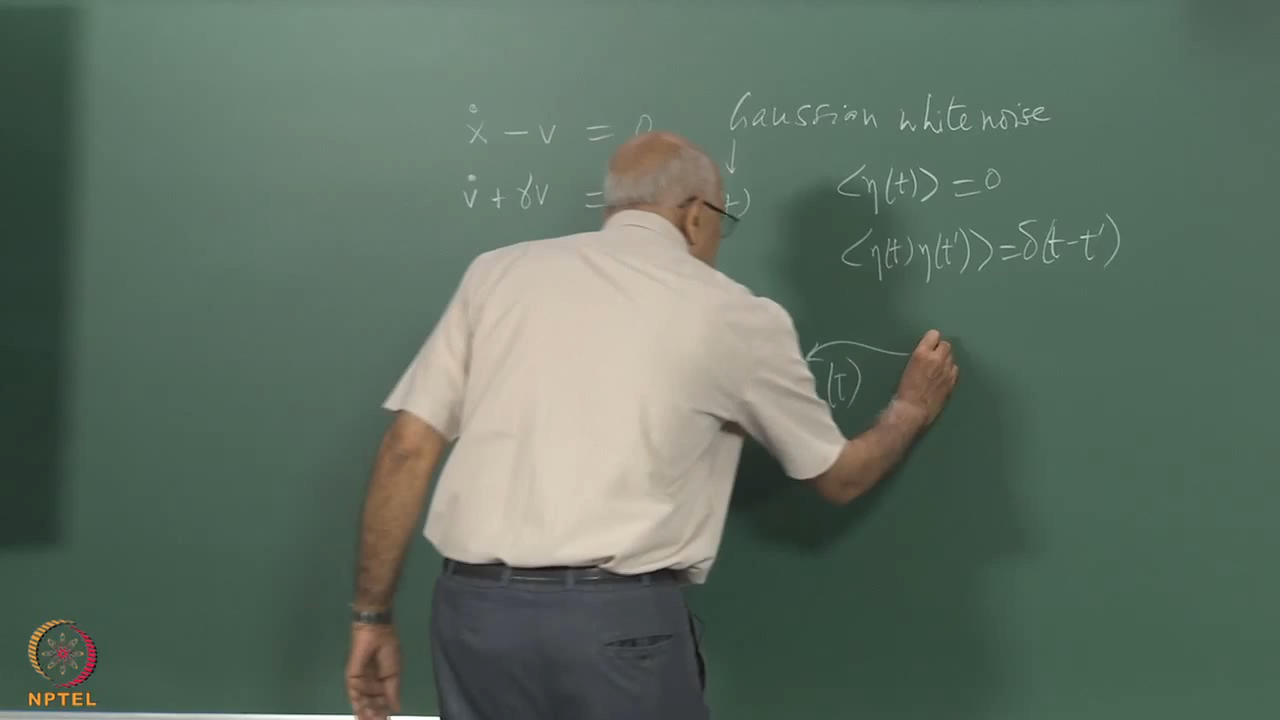 ẋ − v = 0
Gaussian white noise
↓
v̇ + γv = t)
<η(t)> = 0
<η(t) η(t')> = δ(t−t')
(t)
NPTEL